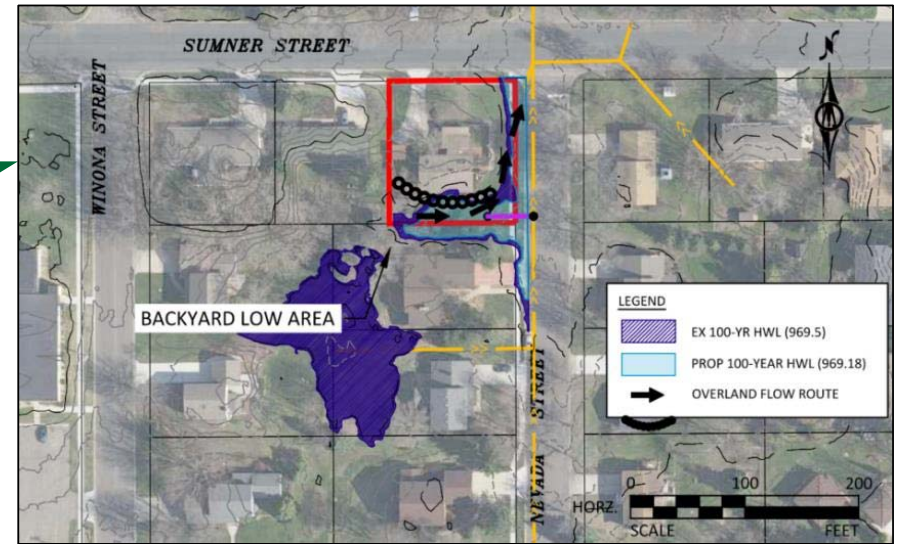 SUMNER STREET
WINONA STREET
N
BACKYARD LOW AREA
LEGEND
EX 100-YR HWL (969.5)
PROP 100-YEAR HWL (969.18)
OVERLAND FLOW ROUTE
NEVADA STREET
0 100 200
HORZ.
SCALE FEET